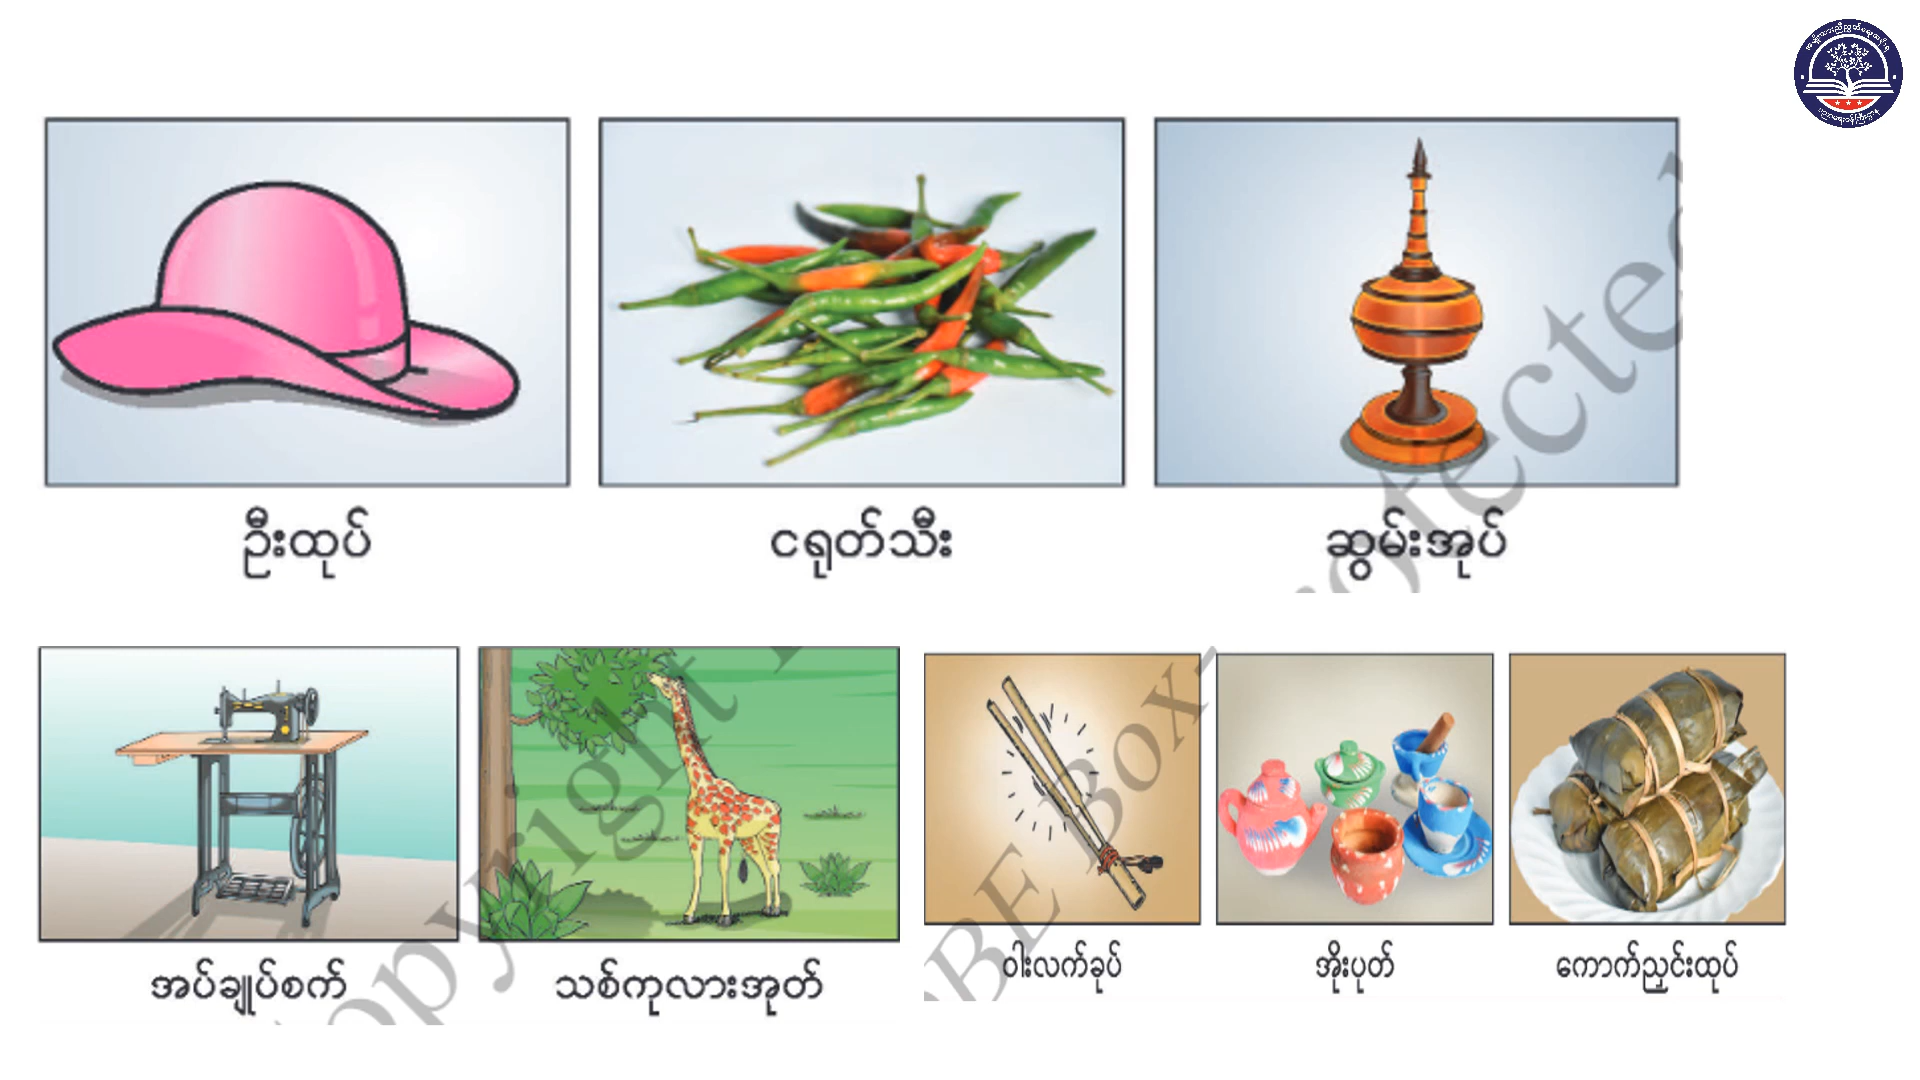 ဦးထုပ်
ငရုတ်သီး
ဆွမ်းအုပ်
အပ်ချုပ်စက်
သစ်ကုလားအုတ်
ဝါးလက်ခုပ်
အိုးပုတ်
ကောက်ညှင်းထုပ်